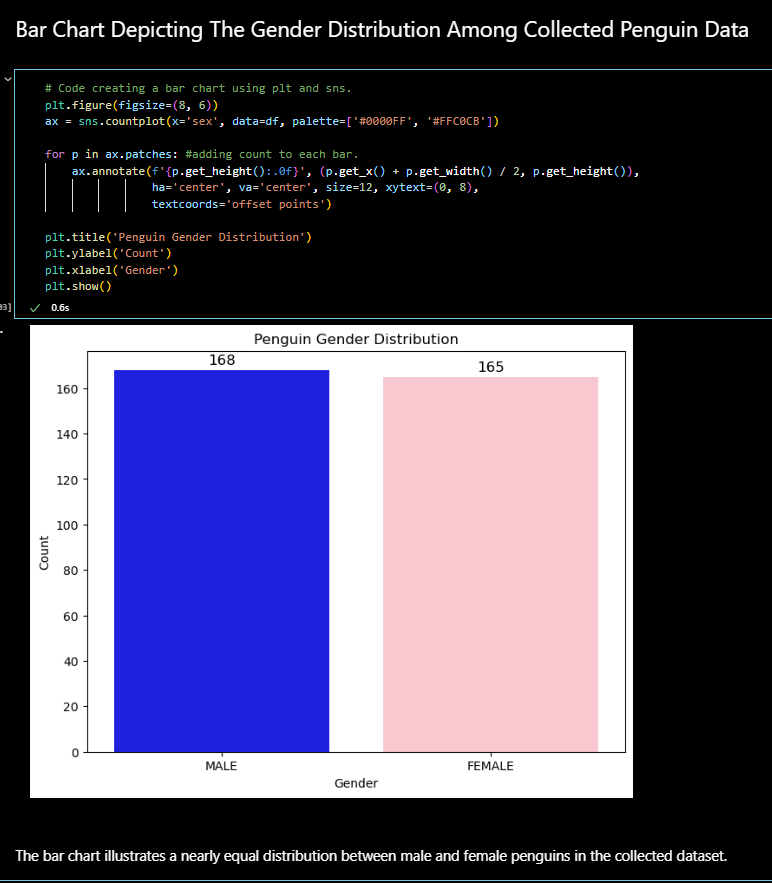 Bar Chart Depicting The Gender Distribution Among Collected Penguin Data
# Code creating a bar chart using plt and sns.
plt.figure(figsize=(8, 6))
ax = sns.countplot(x='sex', data=df, palette=['#0000FF', '#FFC0CB'])
for p in ax.patches: #adding count to each bar.
ax.annotate(f'{p.get_height():.0f}', (p.get_x() + p.get_width() / 2, p.get_height()),
ha='center', va='center', size=12, xytext=(0, 8),
textcoords='offset points')
plt.title('Penguin Gender Distribution')
plt.ylabel('Count')
plt.xlabel('Gender')
plt.show()
93]
0.6s
Penguin Gender Distribution
168
165
160
140
120
100
80
60
40
20
0
Count
MALE
FEMALE
Gender
The bar chart illustrates a nearly equal distribution between male and female penguins in the collected dataset.